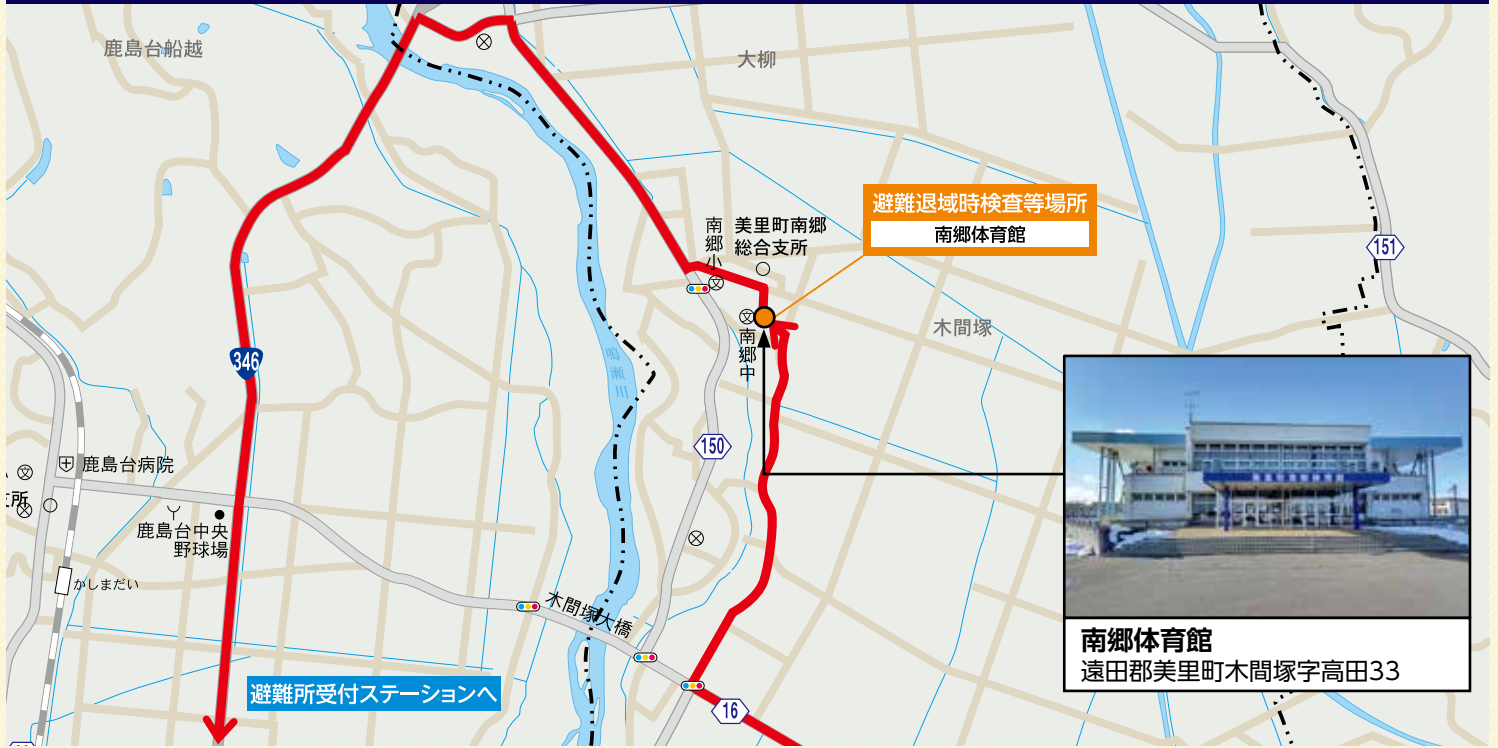 鹿島台船越
大柳
避難退域時検査等場所
南郷体育館
南郷小
美里町南郷
総合支所
151
木間塚
南郷中
346
鳴瀬川
150
鹿島台病院
所
鹿島台中央
野球場
かしまだい
木間塚大橋
南郷体育館
遠田郡美里町木間塚字高田33
避難所受付ステーションへ
16